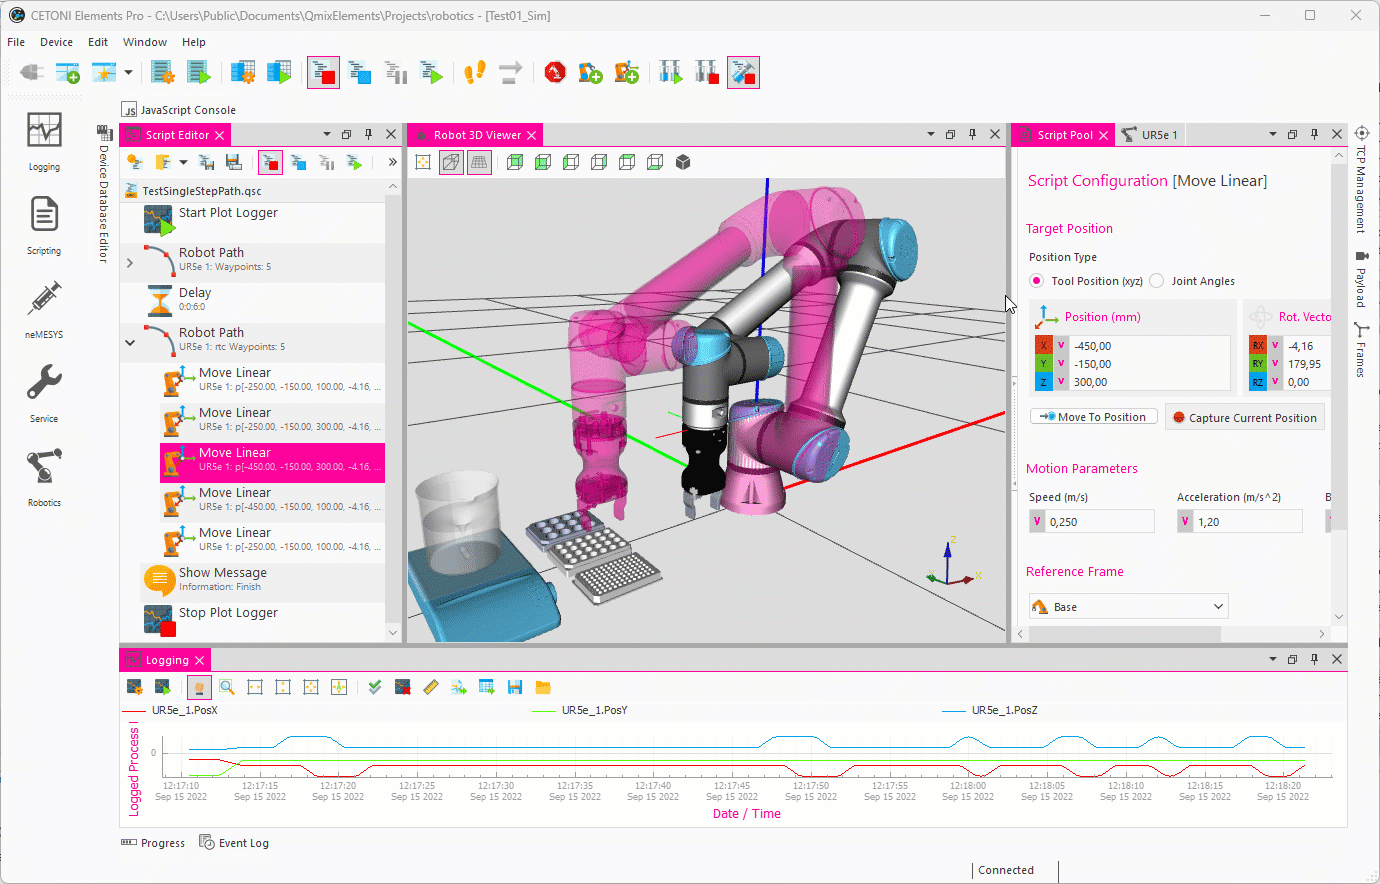 CETONI Elements Pro - C:\Users\Public\Documents\QmixElements\Projects\robotics - [Test01_Sim]
File Device Edit Window Help
JS JavaScript Console
Logging
Scripting
neMESYS
Service
Robotics
Device Database Editor
Script Editor
TestSingleStepPath.qsc
Start Plot Logger
Robot Path
UR5e 1: Waypoints: 5
Delay
0:0:6:0
Robot Path
UR5e 1: rtc Waypoints: 5
Move Linear
UR5e 1: p[-250.00, -150.00, 100.00, -4.16, ...
Move Linear
UR5e 1: p[-250.00, -150.00, 300.00, -4.16, ...
Move Linear
UR5e 1: p[-450.00, -150.00, 300.00, -4.16, ...
Move Linear
UR5e 1: p[-250.00, -150.00, 300.00, -4.16, ...
Move Linear
UR5e 1: p[-250.00, -150.00, 100.00, -4.16, ...
Show Message
Information: Finish
Stop Plot Logger
Robot 3D Viewer
Z
Y
X
Script Pool UR5e 1
Script Configuration [Move Linear]
Target Position
Position Type
Tool Position (xyz) Joint Angles
Position (mm) Rot. Vecto
X V -450,00 RX V -4,16
Y V -150,00 RY V 179,95
Z V 300,00 RZ V 0,00
Move To Position Capture Current Position
Motion Parameters
Speed (m/s) Acceleration (m/s^2) B
V 0,250 V 1,20
Reference Frame
Base
TCP Management
Payload
Frames
Logging
UR5e_1.PosX UR5e_1.PosY UR5e_1.PosZ
Logged Process
0
12:17:10 12:17:15 12:17:20 12:17:25 12:17:30 12:17:35 12:17:40 12:17:45 12:17:50 12:17:55 12:18:00 12:18:05 12:18:10 12:18:15 12:18:20
Sep 15 2022 Sep 15 2022 Sep 15 2022 Sep 15 2022 Sep 15 2022 Sep 15 2022 Sep 15 2022 Sep 15 2022 Sep 15 2022 Sep 15 2022 Sep 15 2022 Sep 15 2022 Sep 15 2022 Sep 15 2022 Sep 15 2022
Date / Time
Progress Event Log
Connected